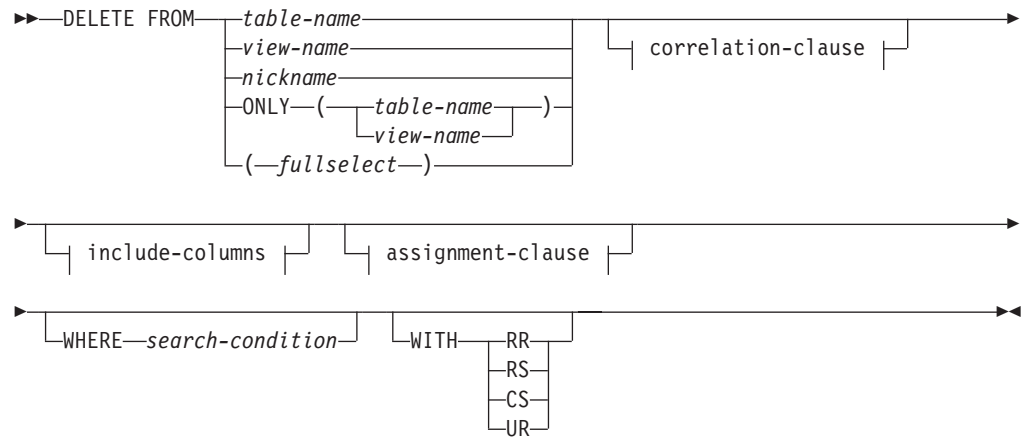 DELETE FROM table-name correlation-clause
view-name
nickname
ONLY ( table-name )
view-name
( fullselect )
include-columns assignment-clause
WHERE search-condition WITH RR
RS
CS
UR